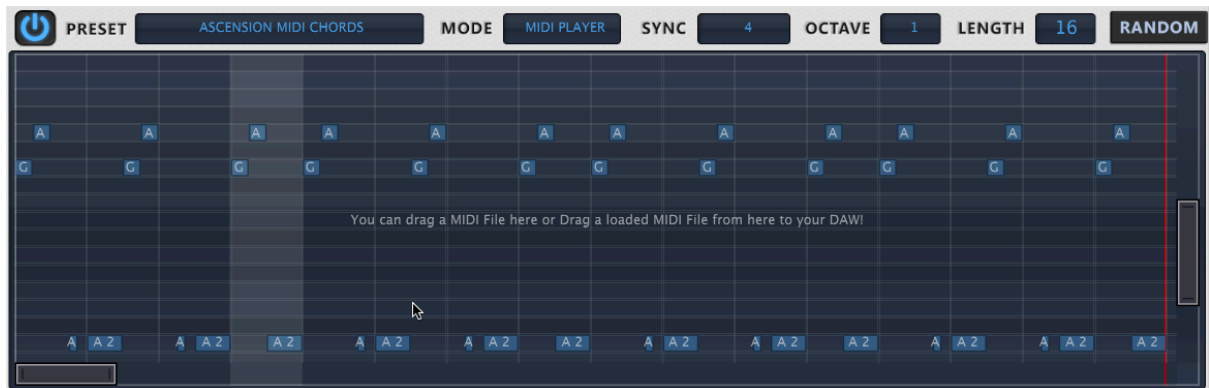 PRESET ASCENSION MIDI CHORDS MODE MIDI PLAYER SYNC 4 OCTAVE 1 LENGTH 16 RANDOM
A A A A A A A A A A A A
G G G G G G G G G G G G
You can drag a MIDI File here or Drag a loaded MIDI File from here to your DAW!
A A 2 A A 2 A 2 A A 2 A A 2 A 2 A A 2 A A 2 A 2 A A 2 A A 2 A 2